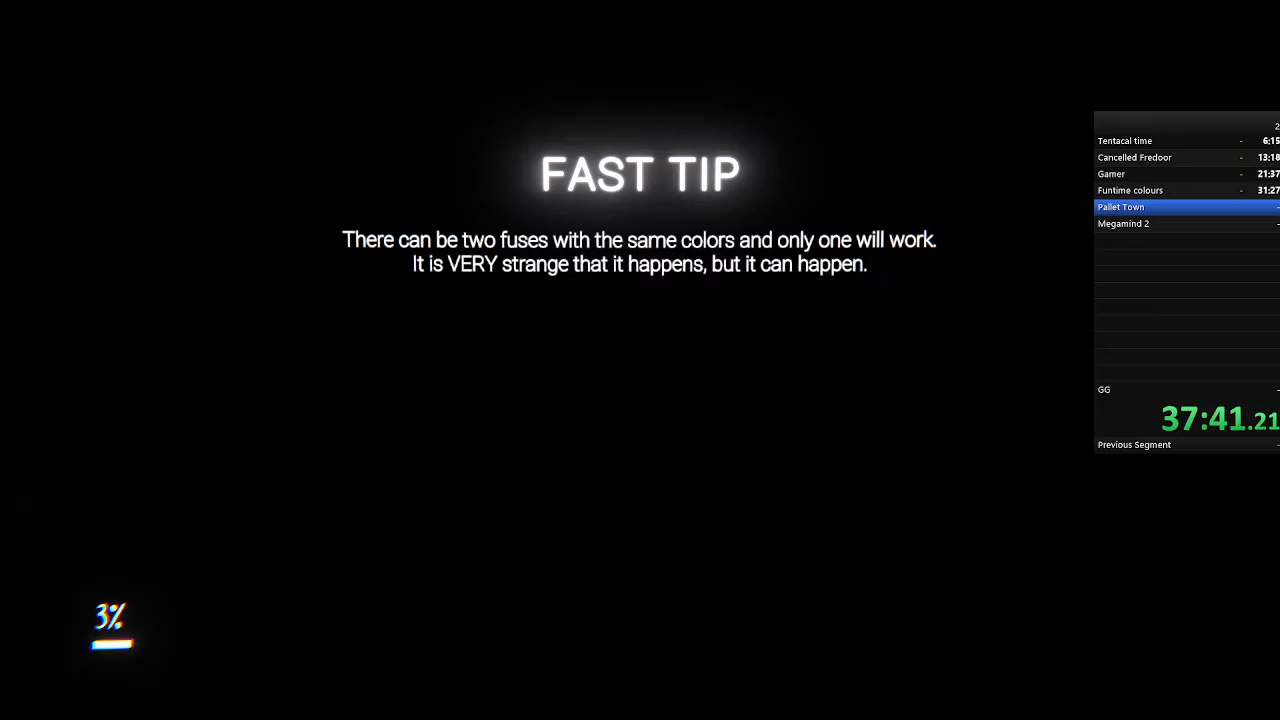 FAST TIP
There can be two fuses with the same colors and only one will work.
It is VERY strange that it happens, but it can happen.
2
Tentacal time - 6:15
Cancelled Fredoor - 13:18
Gamer - 21:37
Funtime colours - 31:27
Pallet Town -
Megamind 2 -
GG -
37:41.21
Previous Segment -
3%